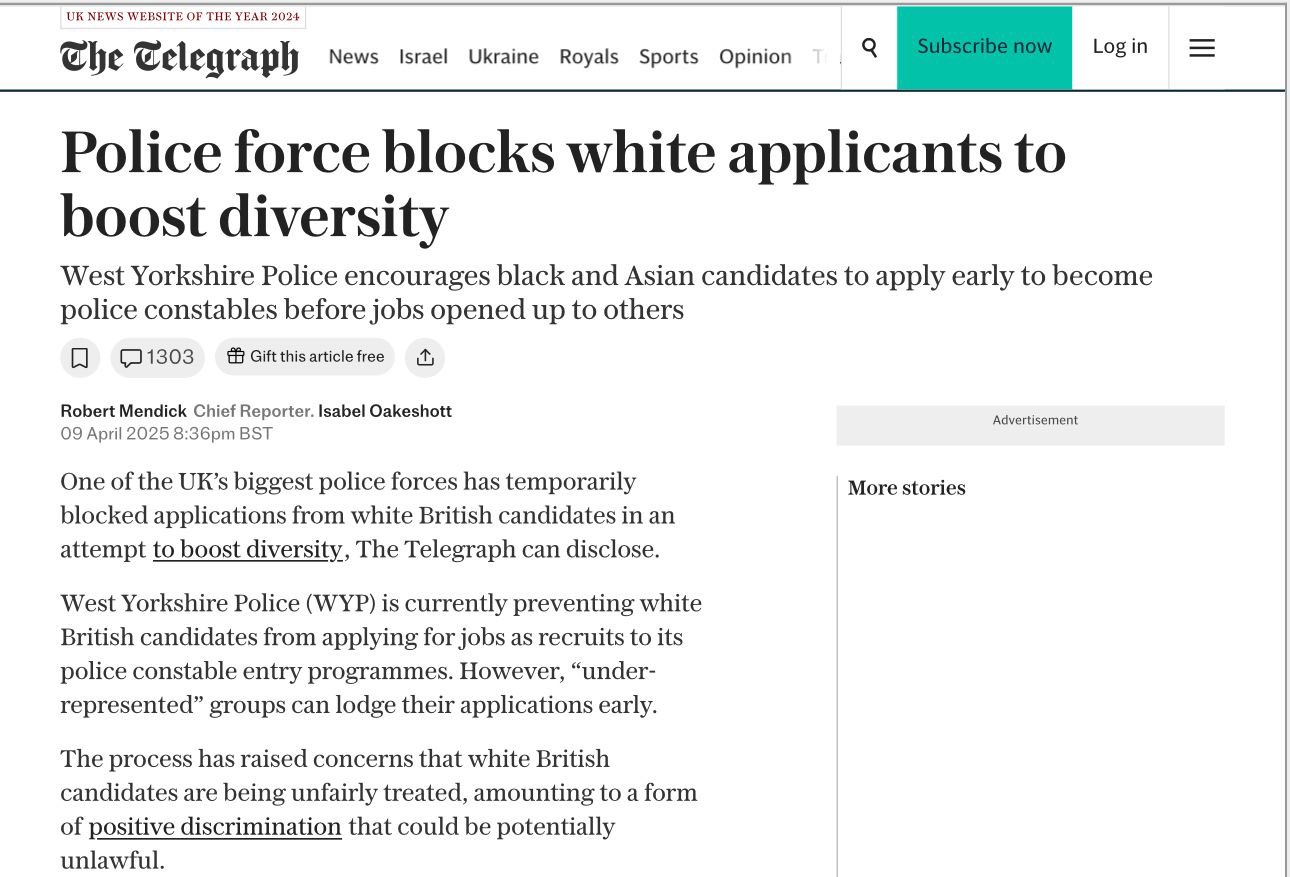 UK NEWS WEBSITE OF THE YEAR 2024
The Telegraph
News Israel Ukraine Royals Sports Opinion
Subscribe now
Log in
Police force blocks white applicants to
boost diversity
West Yorkshire Police encourages black and Asian candidates to apply early to become
police constables before jobs opened up to others
1303
Gift this article free
Robert Mendick Chief Reporter. Isabel Oakeshott
09 April 2025 8:36pm BST
One of the UK’s biggest police forces has temporarily
blocked applications from white British candidates in an
attempt to boost diversity, The Telegraph can disclose.
West Yorkshire Police (WYP) is currently preventing white
British candidates from applying for jobs as recruits to its
police constable entry programmes. However, “under-
represented” groups can lodge their applications early.
The process has raised concerns that white British
candidates are being unfairly treated, amounting to a form
of positive discrimination that could be potentially
unlawful.
Advertisement
More stories